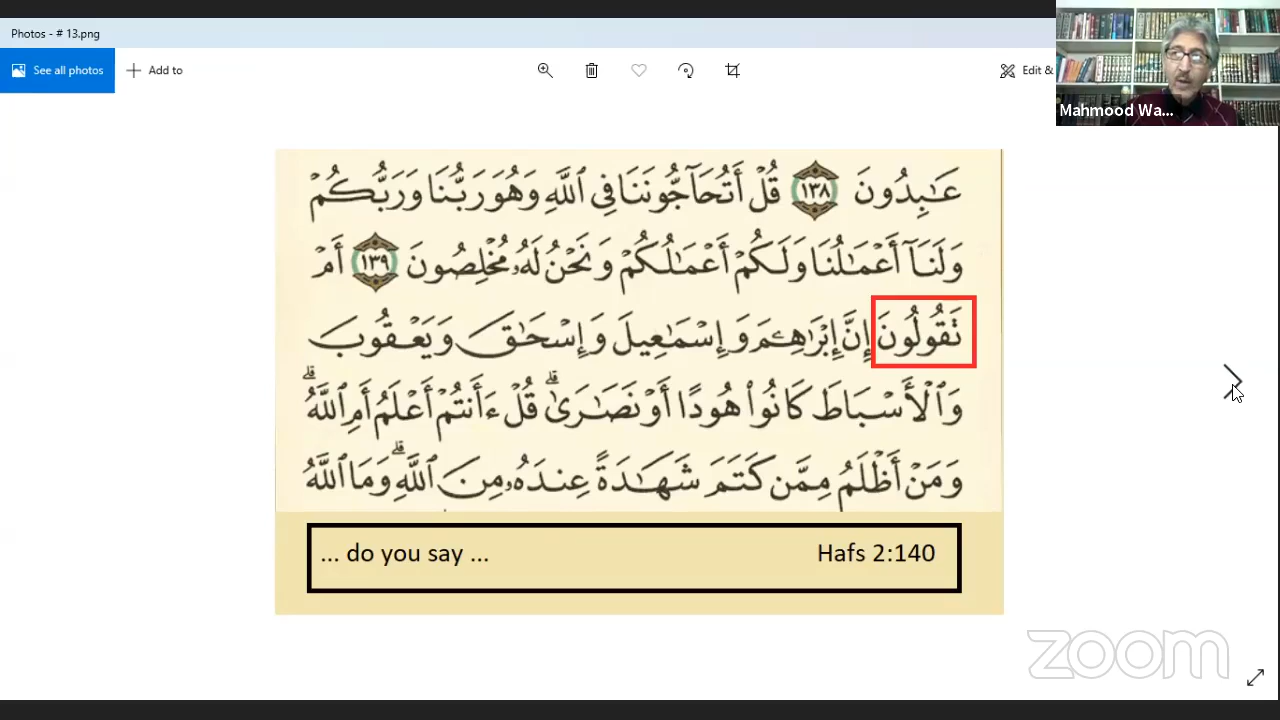 Photos - # 13.png
See all photos
Add to
Edit &
Mahmood Wa...
عَـٰبِدُونَ ١٣٨ قُلْ أَتُحَآجُّونَنَا فِى ٱللَّهِ وَهُوَ رَبُّنَا وَرَبُّكُمْ
وَلَنَآ أَعْمَـٰلُنَا وَلَكُمْ أَعْمَـٰلُكُمْ وَنَحْنُ لَهُۥ مُخْلِصُونَ ١٣٩ أَمْ
تَقُولُونَ إِنَّ إِبْرَٰهِـۧمَ وَإِسْمَـٰعِيلَ وَإِسْحَـٰقَ وَيَعْقُوبَ
وَٱلْأَسْبَاطَ كَانُوا۟ هُودًا أَوْ نَصَـٰرَىٰ ۗ قُلْ ءَأَنتُمْ أَعْلَمُ أَمِ ٱللَّهُ ۗ
وَمَنْ أَظْلَمُ مِمَّن كَتَمَ شَهَـٰدَةً عِندَهُۥ مِنَ ٱللَّهِ ۗ وَمَا ٱللَّهُ
... do you say ... Hafs 2:140
zoom